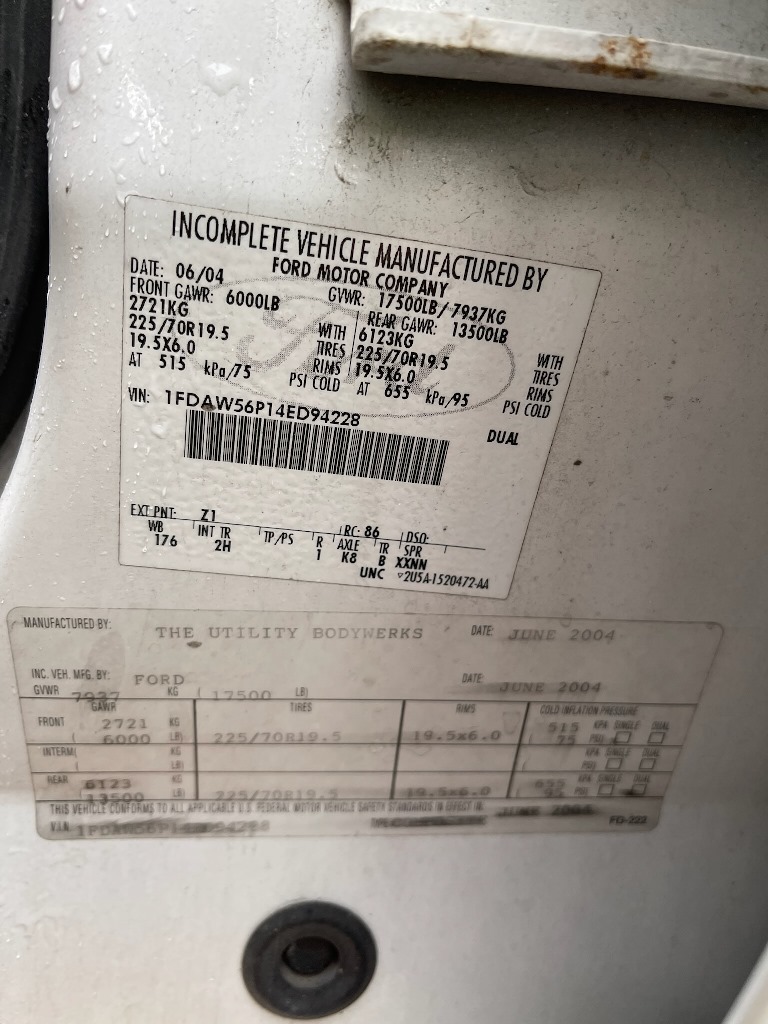 INCOMPLETE VEHICLE MANUFACTURED BY
FORD MOTOR COMPANY
DATE: 06/04 GVWR: 17500LB/ 7937KG
FRONT GAWR: 6000LB REAR GAWR: 13500LB
2721KG WITH 6123KG WITH
225/70R19.5 TIRES 225/70R19.5 TIRES
19.5X6.0 RIMS 19.5X6.0 RIMS
AT 515 kPa/75 PSI COLD AT 655 kPa/95 PSI COLD
VIN: 1FDAW56P14ED94228 DUAL
Ford
EXT PNT: Z1 RC: 86 DSO:
WB INT TR TP/PS R AXLE TR SPR
176 2H 1 K8 B XXNN
UNC 2U5A-1520472-AA
MANUFACTURED BY: THE UTILITY BODYWERKS DATE: JUNE 2004
INC. VEH. MFG. BY: FORD DATE JUNE 2004
GVWR 7937 KG ( 17500 LB)
GAWR TIRES RIMS COLD INFLATION PRESSURE
FRONT 2721 KG 515 KPA SINGLE DUAL
( 6000 LB) 225/70R19.5 19.5x6.0 ( 75 PSI)
INTERM( KG KPA SINGLE DUAL
LB) PSI)
REAR 6123 KG 655 KPA SINGLE DUAL
( 13500 LB) 225/70R19.5 19.5x6.0 ( 95 PSI)
THIS VEHICLE CONFORMS TO ALL APPLICABLE U.S. FEDERAL MOTOR VEHICLE SAFETY STANDARDS IN EFFECT IN: JUNE 2004
V.I.N. FD-222